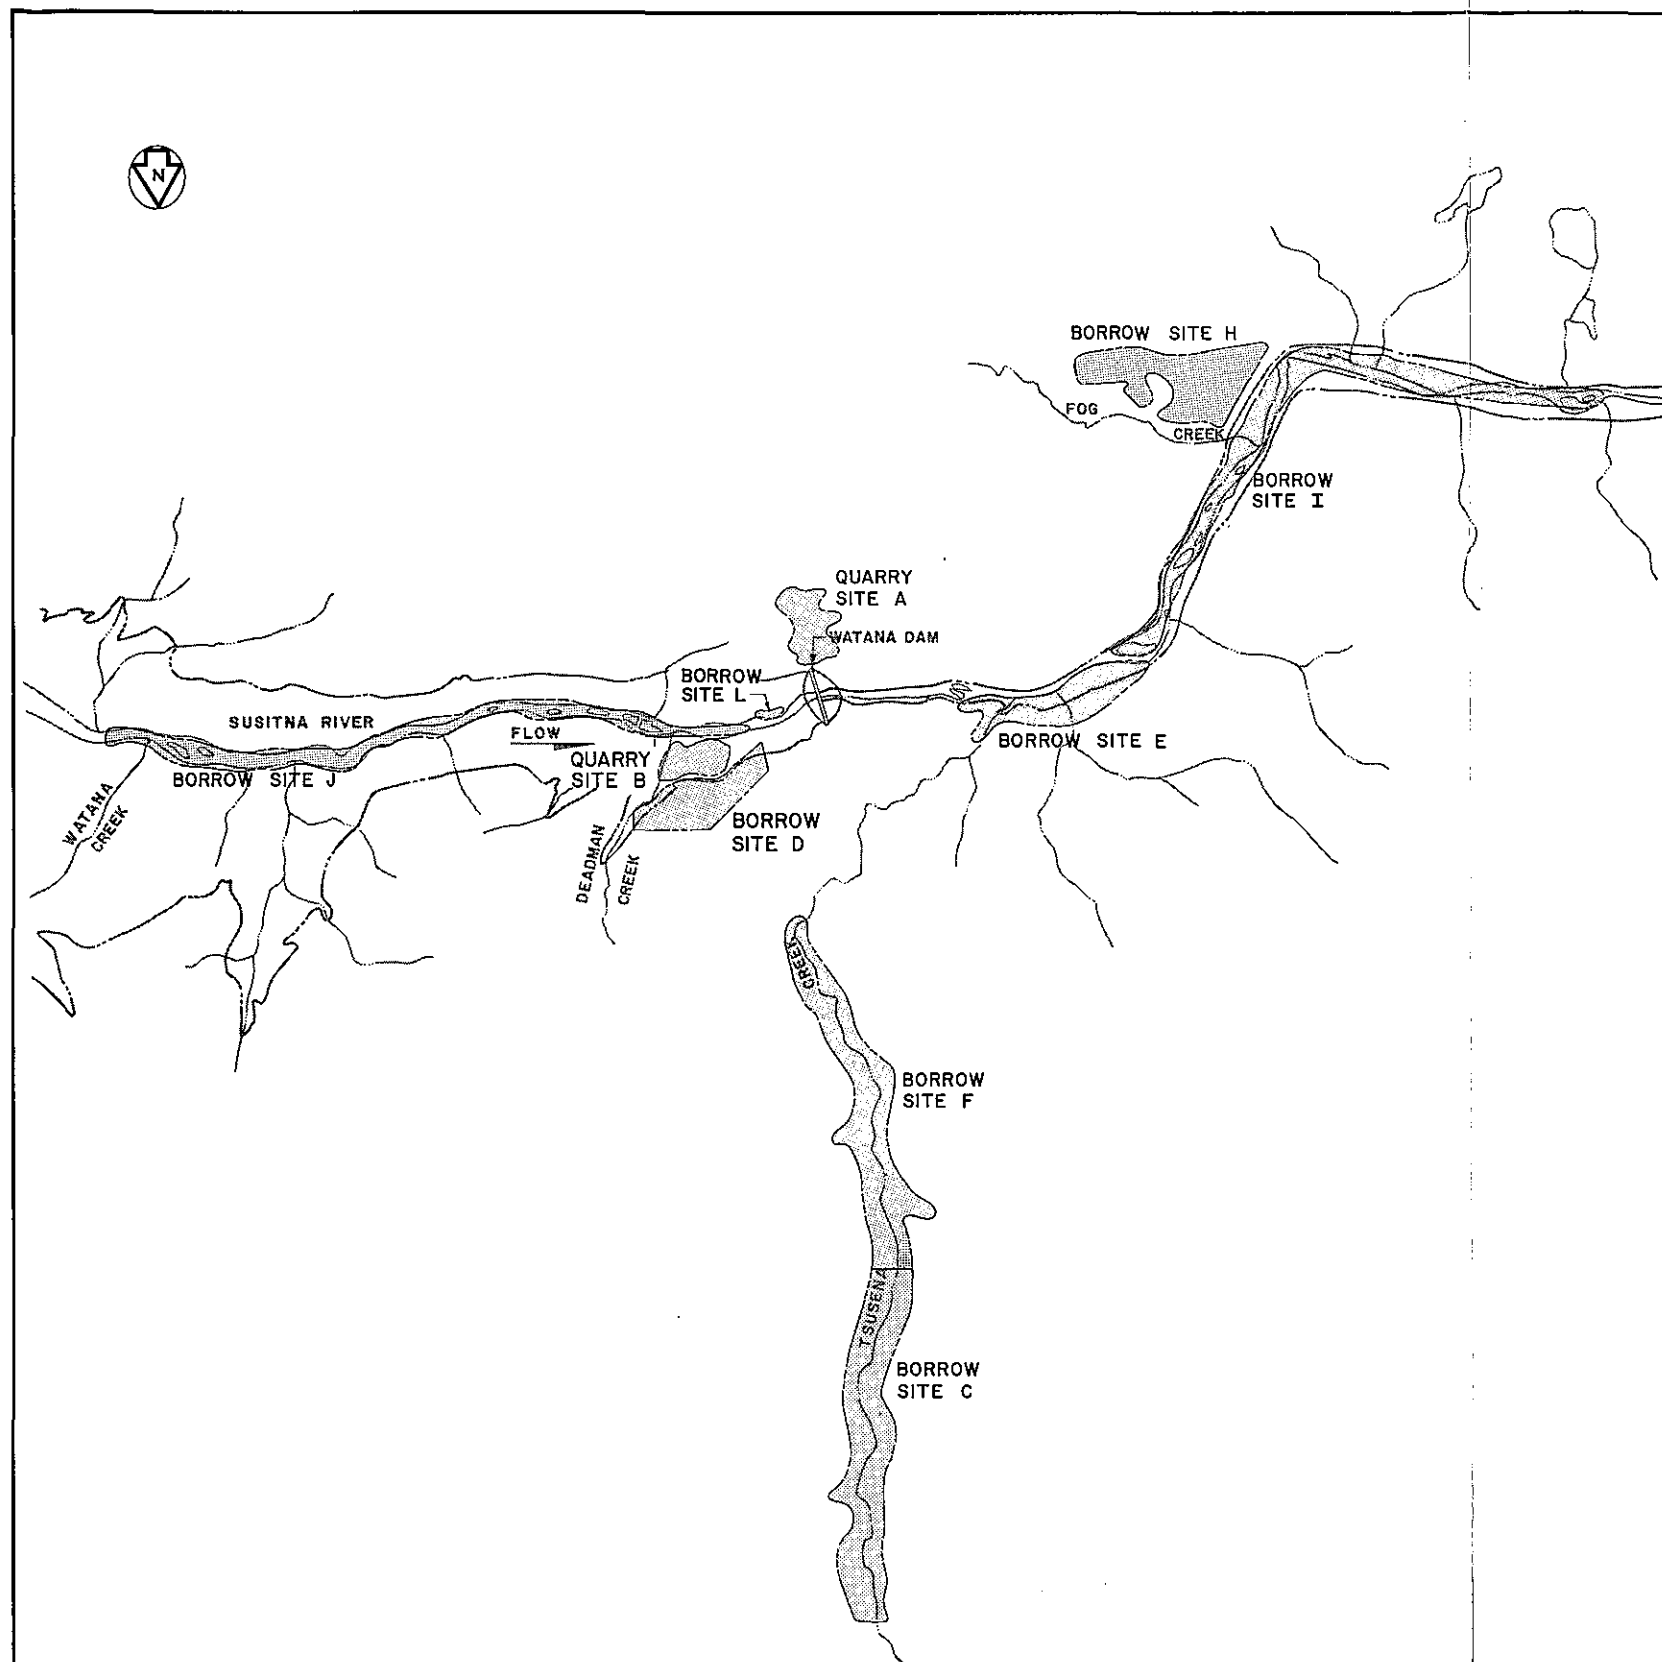 N
BORROW SITE H
FOG
CREEK
BORROW
SITE I
QUARRY
SITE A
WATANA DAM
BORROW
SITE L
SUSITNA RIVER
FLOW
BORROW SITE E
QUARRY
SITE B
BORROW SITE J
WATANA
CREEK
BORROW
SITE D
DEADMAN
CREEK
CREEK
BORROW
SITE F
TSUSENA
BORROW
SITE C